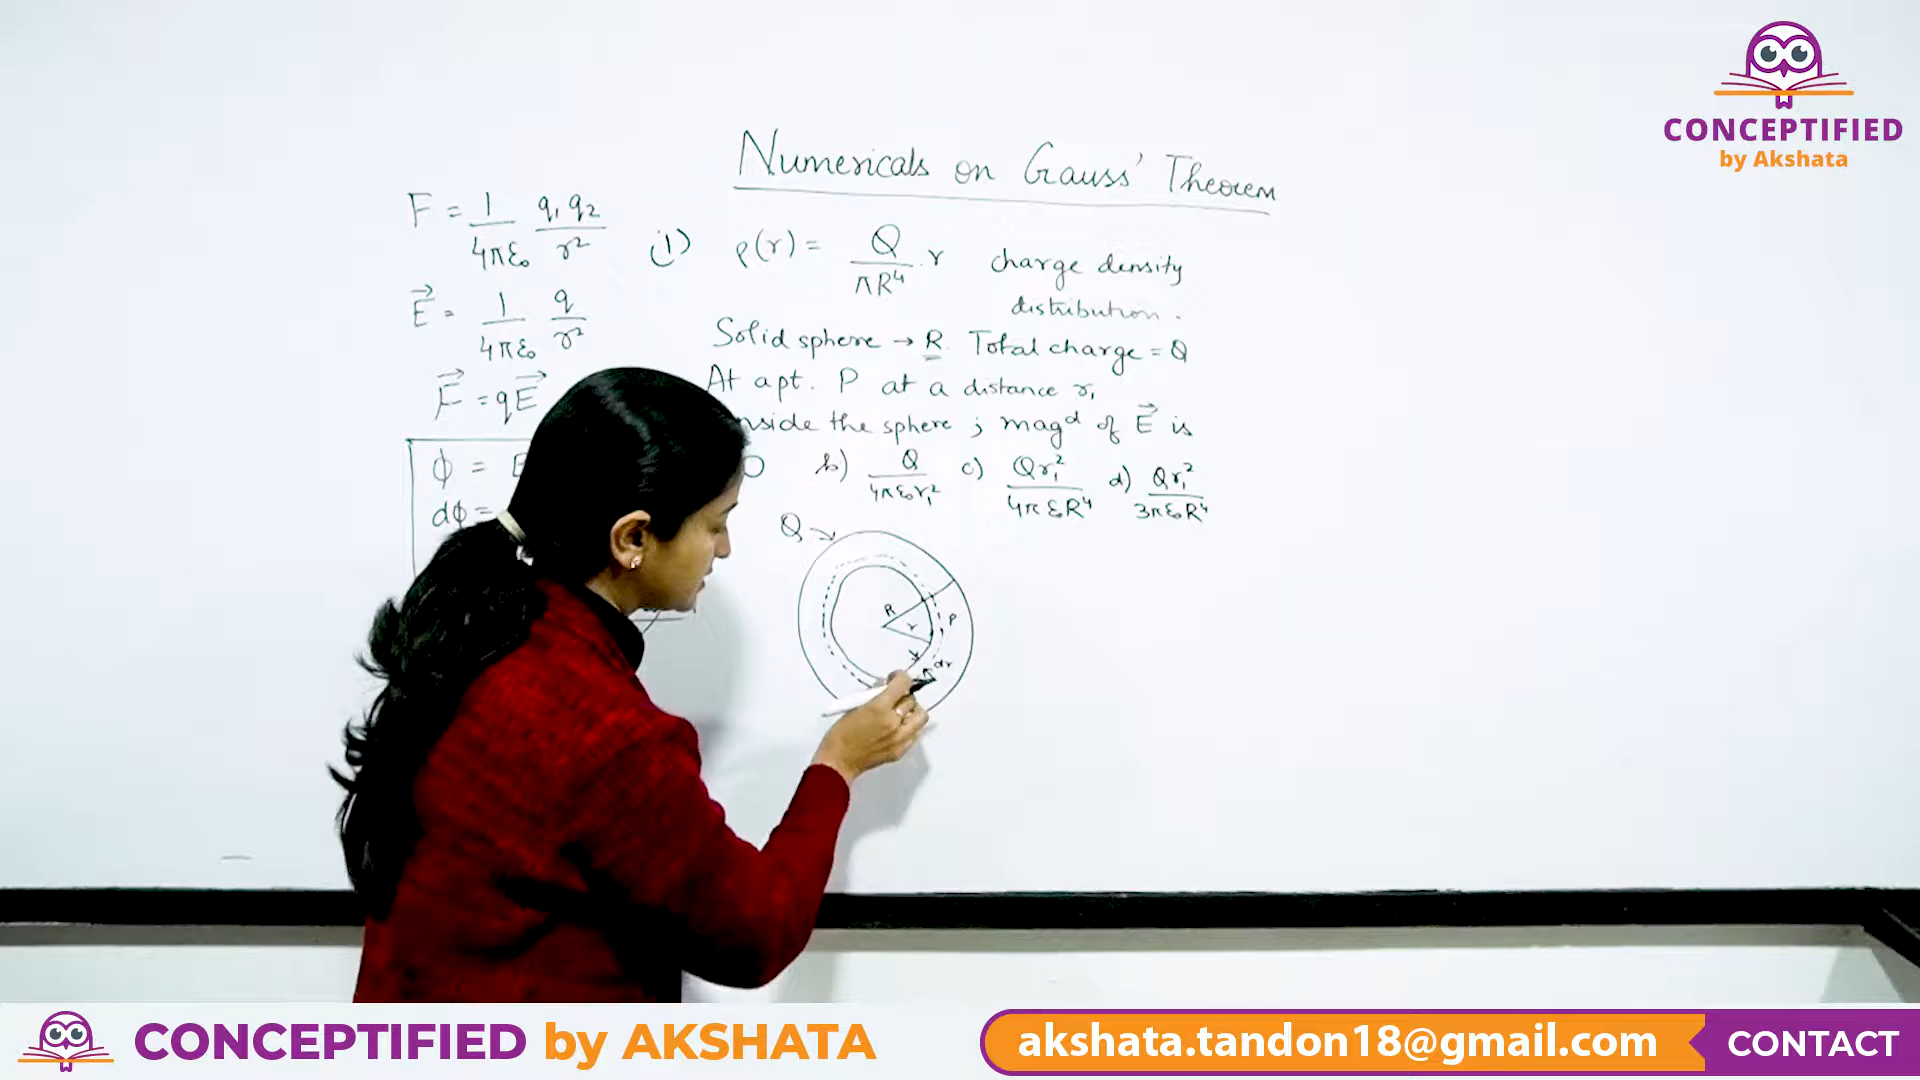 CONCEPTIFIED
by Akshata
Numericals on Gauss' Theorem
F = 1/4πε₀ q₁q₂/r²
E⃗ = 1/4πε₀ q/r²
F⃗ = qE⃗
ϕ =
dϕ =
(1) ρ(r) = Q/πR⁴ . r charge density
distribution.
Solid sphere → R. Total charge = Q
At a pt. P at a distance r₁
inside the sphere ; magᵈ of E⃗ is
O b) Q/4πε₀r₁² c) Qr₁²/4πε₀R⁴ d) Qr₁²/3πε₀R⁴
Q
R
r
P
dr
CONCEPTIFIED by AKSHATA
akshata.tandon18@gmail.com
CONTACT